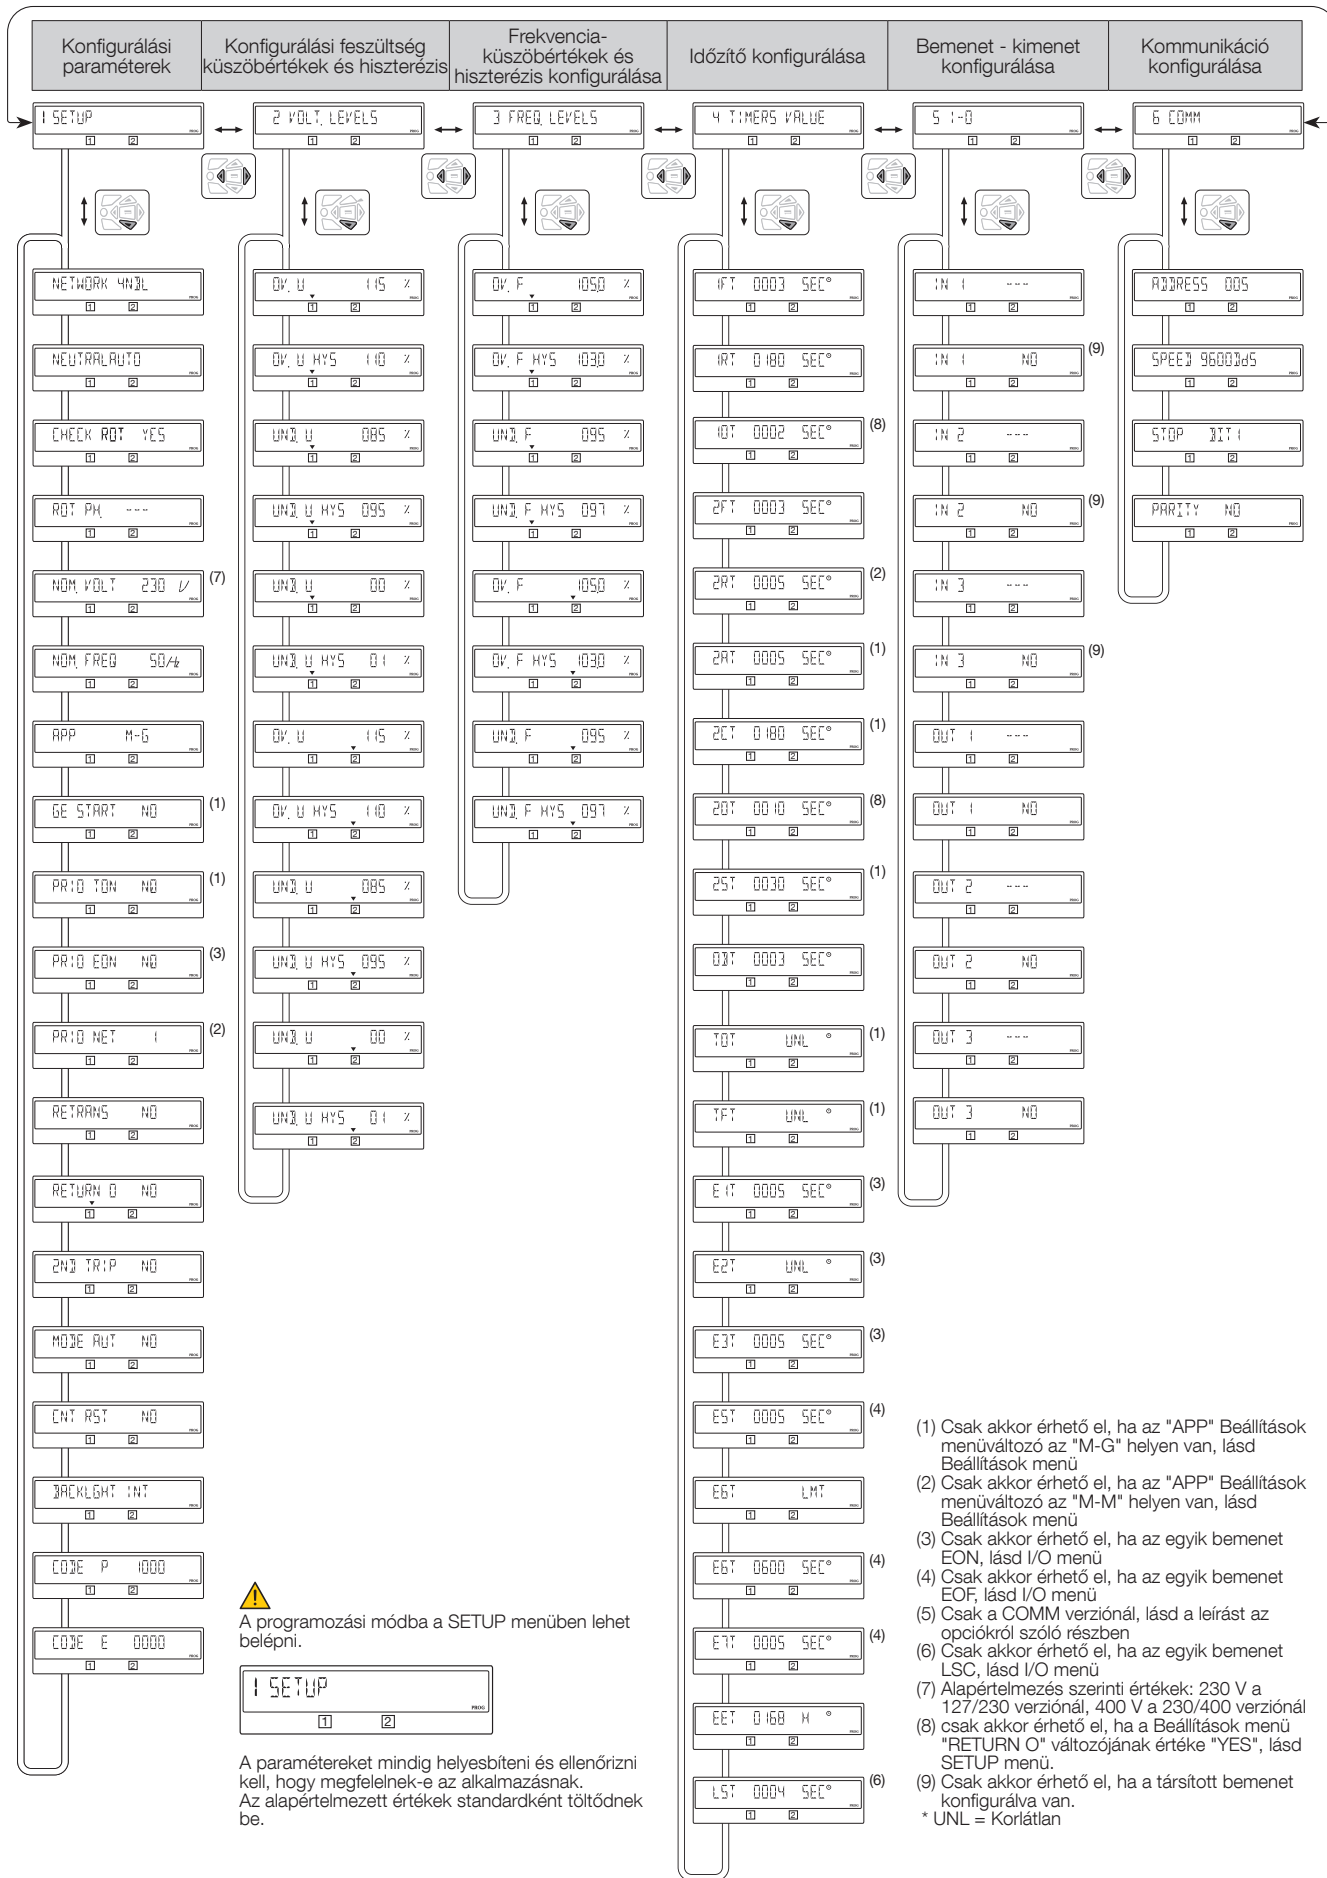 Konfigurálási
paraméterek
Konfigurálási feszültség
küszöbértékek és hiszterézis
Frekvencia-
küszöbértékek és
hiszterézis konfigurálása
Időzítő konfigurálása
Bemenet - kimenet
konfigurálása
Kommunikáció
konfigurálása
1 SETUP
2 VOLT. LEVELS
3 FREQ. LEVELS
4 TIMERS VALUE
5 I-O
6 COMM
NETWORK 4NBL
NEUTRALAUTO
CHECK ROT YES
ROT PH. ---
NOM. VOLT 230 V (7)
NOM. FREQ 50 Hz
APP M-G
GE START NO (1)
PRIO TON NO (1)
PRIO EON NO (3)
PRIO NET 1 (2)
RETRANS NO
RETURN 0 NO
2ND TRIP NO
MODE AUT NO
CNT RST NO
BACKLGHT INT
CODE P 1000
CODE E 0000
OV. U 115 %
OV. U HYS 110 %
UND. U 085 %
UND. U HYS 095 %
UND. U 00 %
UND. U HYS 01 %
OV. U 115 %
OV. U HYS 110 %
UND. U 085 %
UND. U HYS 095 %
UND. U 00 %
UND. U HYS 01 %
OV. F 105.0 %
OV. F HYS 103.0 %
UND. F 095 %
UND. F HYS 097 %
OV. F 105.0 %
OV. F HYS 103.0 %
UND. F 095 %
UND. F HYS 097 %
1FT 0003 SEC
1RT 0180 SEC
1OT 0002 SEC (8)
2FT 0003 SEC
2RT 0005 SEC (2)
2AT 0005 SEC (1)
2CT 0180 SEC (1)
2OT 0010 SEC (8)
2ST 0030 SEC (1)
ODT 0003 SEC
TOT UNL (1)
TFT UNL (1)
E1T 0005 SEC (3)
E2T UNL (3)
E3T 0005 SEC (3)
E5T 0005 SEC (4)
E6T LMT
E6T 0600 SEC (4)
E7T 0005 SEC (4)
EET 0168 H
LST 0004 SEC (6)
IN 1 ---
IN 1 NO (9)
IN 2 ---
IN 2 NO (9)
IN 3 ---
IN 3 NO (9)
OUT 1 ---
OUT 1 NO
OUT 2 ---
OUT 2 NO
OUT 3 ---
OUT 3 NO
ADDRESS 005
SPEED 9600BdS
STOP BIT1
PARITY NO
A programozási módba a SETUP menüben lehet
belépni.
1 SETUP
PROG
1 2
A paramétereket mindig helyesbíteni és ellenőrizni
kell, hogy megfelelnek-e az alkalmazásnak.
Az alapértelmezett értékek standardként töltődnek
be.
(1) Csak akkor érhető el, ha az "APP" Beállítások
menüváltozó az "M-G" helyen van, lásd
Beállítások menü
(2) Csak akkor érhető el, ha az "APP" Beállítások
menüváltozó az "M-M" helyen van, lásd
Beállítások menü
(3) Csak akkor érhető el, ha az egyik bemenet
EON, lásd I/O menü
(4) Csak akkor érhető el, ha az egyik bemenet
EOF, lásd I/O menü
(5) Csak a COMM verziónál, lásd a leírást az
opciókról szóló részben
(6) Csak akkor érhető el, ha az egyik bemenet
LSC, lásd I/O menü
(7) Alapértelmezés szerinti értékek: 230 V a
127/230 verziónál, 400 V a 230/400 verziónál
(8) csak akkor érhető el, ha a Beállítások menü
"RETURN O" változójának értéke "YES", lásd
SETUP menü.
(9) Csak akkor érhető el, ha a társított bemenet
konfigurálva van.
* UNL = Korlátlan